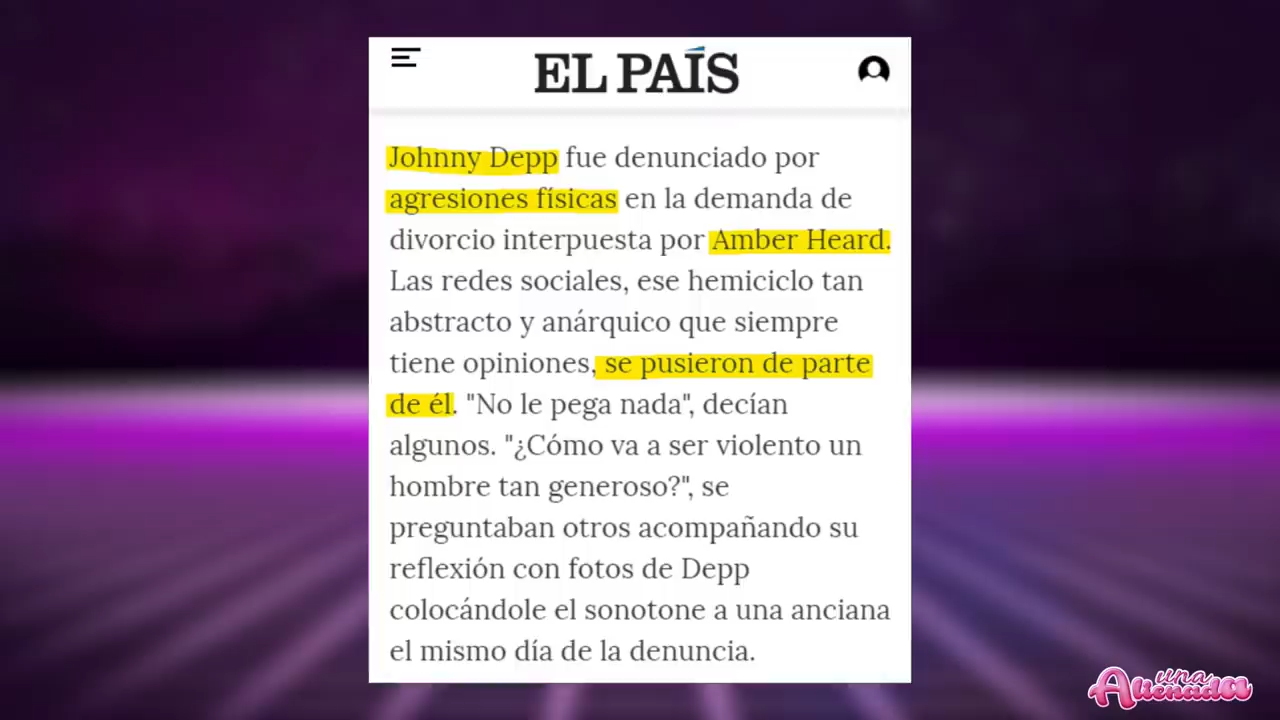 EL PAÍS
Johnny Depp fue denunciado por
agresiones físicas en la demanda de
divorcio interpuesta por Amber Heard.
Las redes sociales, ese hemiciclo tan
abstracto y anárquico que siempre
tiene opiniones, se pusieron de parte
de él. "No le pega nada", decían
algunos. "¿Cómo va a ser violento un
hombre tan generoso?", se
preguntaban otros acompañando su
reflexión con fotos de Depp
colocándole el sonotone a una anciana
el mismo día de la denuncia.
una
Alienada